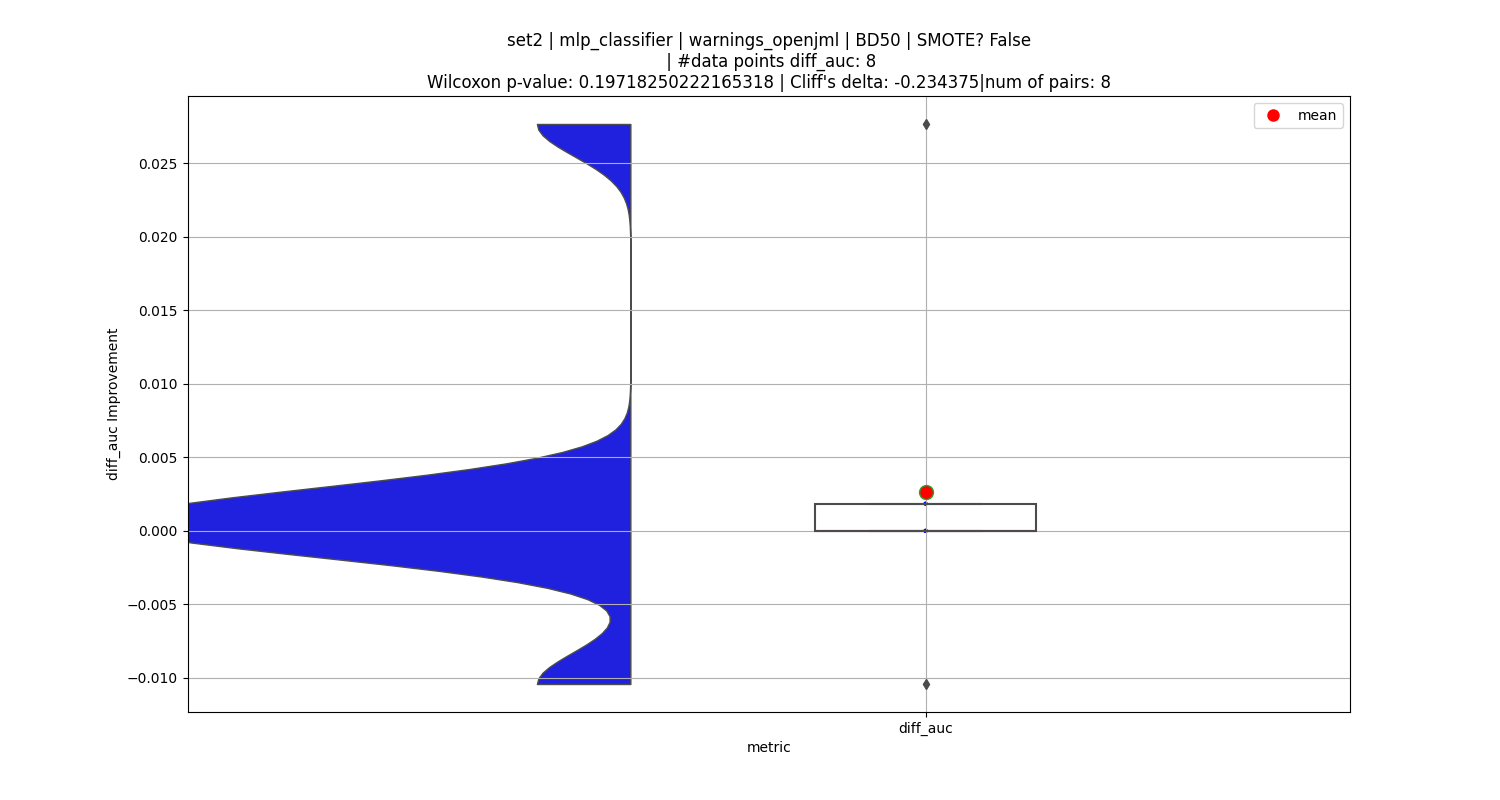 set2 | mlp_classifier | warnings_openjml | BD50 | SMOTE? False
| #data points diff_auc: 8
Wilcoxon p-value: 0.19718250222165318 | Cliff's delta: -0.234375|num of pairs: 8
mean
0.025
0.020
0.015
0.010
0.005
0.000
−0.005
−0.010
diff_auc Improvement
diff_auc
metric